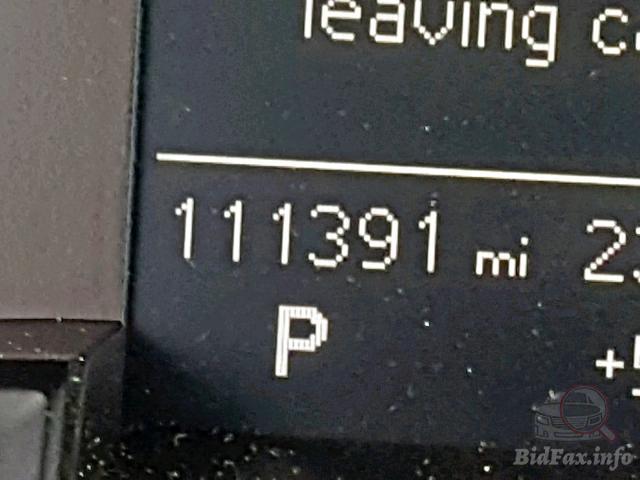 leaving
111391 mi
P
BidFax.info